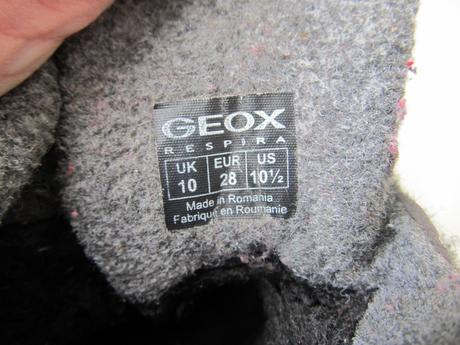 GEOX
RESPIRA
UK EUR US
10 28 10½
Made in Romania
Fabriqué en Roumanie